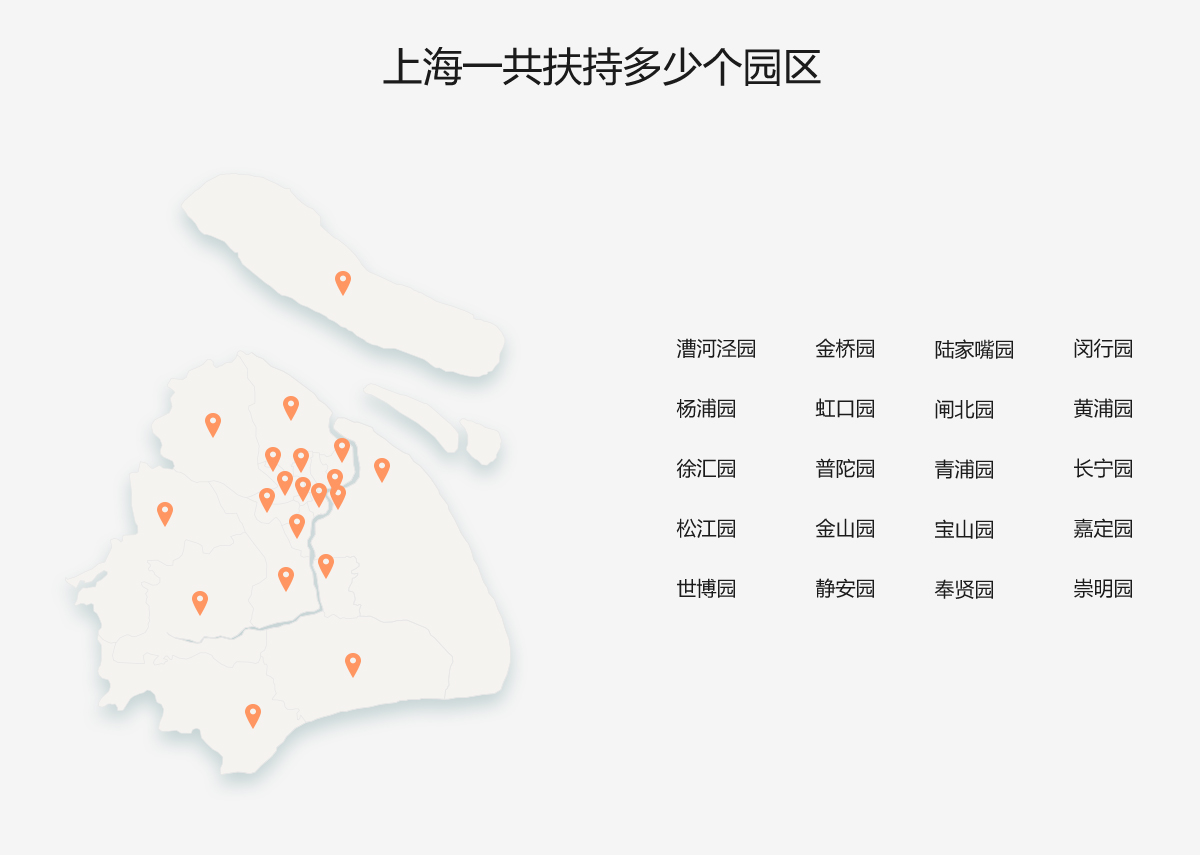 上海一共扶持多少个园区
漕河泾园 金桥园 陆家嘴园 闵行园
杨浦园 虹口园 闸北园 黄浦园
徐汇园 普陀园 青浦园 长宁园
松江园 金山园 宝山园 嘉定园
世博园 静安园 奉贤园 崇明园